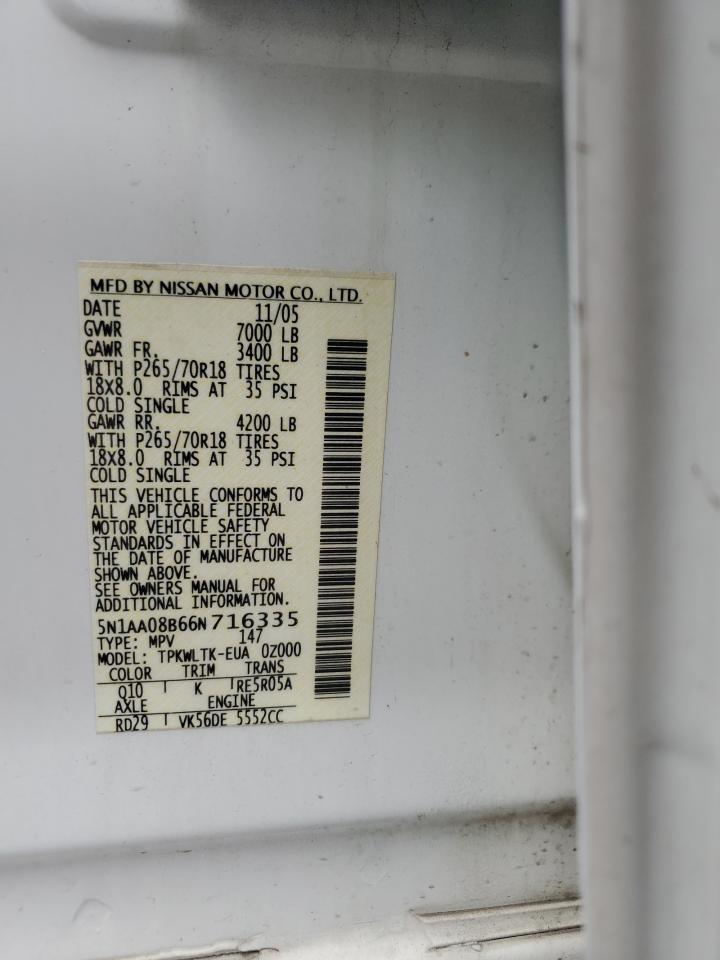 MFD BY NISSAN MOTOR CO., LTD.
DATE 11/05
GVWR 7000 LB
GAWR FR. 3400 LB
WITH P265/70R18 TIRES
18X8.0 RIMS AT 35 PSI
COLD SINGLE
GAWR RR. 4200 LB
WITH P265/70R18 TIRES
18X8.0 RIMS AT 35 PSI
COLD SINGLE
THIS VEHICLE CONFORMS TO
ALL APPLICABLE FEDERAL
MOTOR VEHICLE SAFETY
STANDARDS IN EFFECT ON
THE DATE OF MANUFACTURE
SHOWN ABOVE.
SEE OWNERS MANUAL FOR
ADDITIONAL INFORMATION.
5N1AA08B66N716335
TYPE: MPV 147
MODEL: TPKWLTK-EUA 0Z000
COLOR TRIM TRANS
Q10 K RE5R05A
AXLE ENGINE
RD29 VK56DE 5552CC